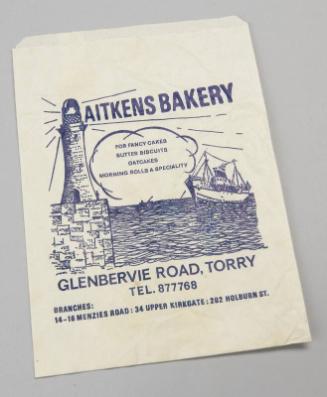 AITKENS BAKERY
FOR FANCY CAKES
BUTTER BISCUITS
OATCAKES
MORNING ROLLS A SPECIALITY
GLENBERVIE ROAD, TORRY
TEL. 877768
BRANCHES:
14-16 MENZIES ROAD : 34 UPPER KIRKGATE : 202 HOLBURN ST.